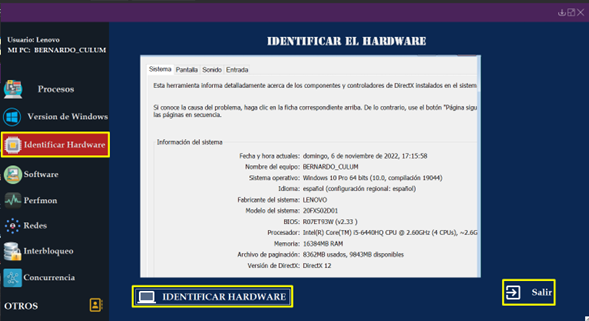 Usuario: Lenovo
MI PC: BERNARDO_CULUM
Procesos
Version de Windows
Identificar Hardware
Software
Perfmon
Redes
Interbloqueo
Concurrencia
OTROS
IDENTIFICAR EL HARDWARE
Sistema Pantalla Sonido Entrada
Esta herramienta informa detalladamente acerca de los componentes y controladores de DirectX instalados en el sistem
Si conoce la causa del problema, haga clic en la ficha correspondiente arriba. De lo contrario, use el botón "Página sigu
las páginas en secuencia.
Información del sistema
Fecha y hora actuales: domingo, 6 de noviembre de 2022, 17:15:58
Nombre del equipo: BERNARDO_CULUM
Sistema operativo: Windows 10 Pro 64 bits (10.0, compilación 19044)
Idioma: español (configuración regional: español)
Fabricante del sistema: LENOVO
Modelo del sistema: 20FXS02D01
BIOS: R07ET93W (v2.33 )
Procesador: Intel(R) Core(TM) i5-6440HQ CPU @ 2.60GHz (4 CPUs), ~2.6G
Memoria: 16384MB RAM
Archivo de paginación: 8362MB usados, 9843MB disponibles
Versión de DirectX: DirectX 12
IDENTIFICAR HARDWARE
Salir